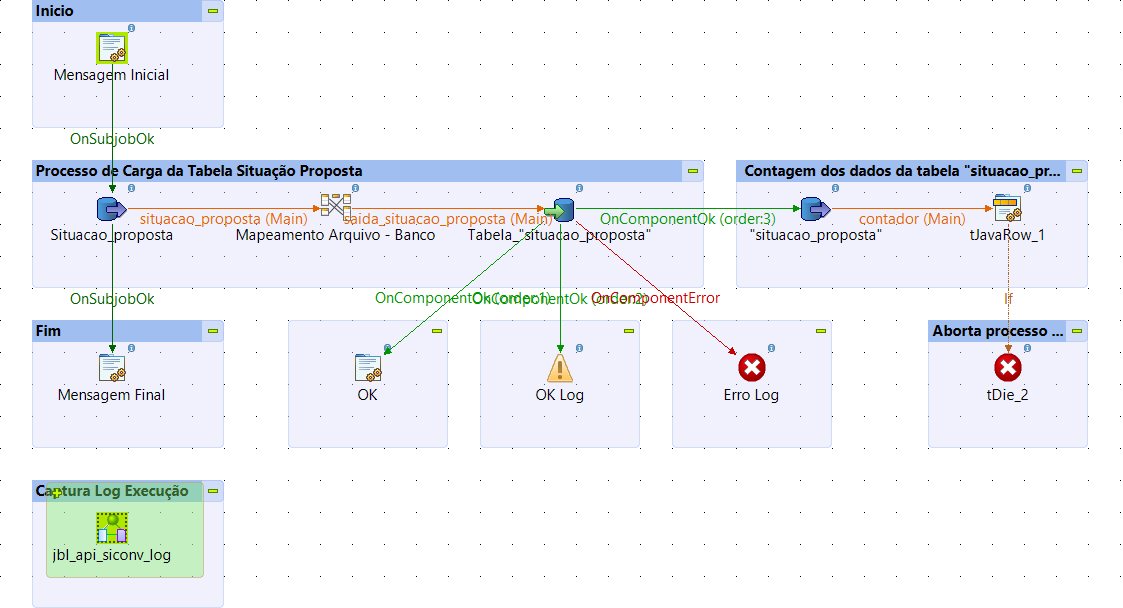 Inicio
Mensagem Inicial
OnSubjobOk
Processo de Carga da Tabela Situação Proposta
Contagem dos dados da tabela "situacao_pr...
situacao_proposta (Main)
saida_situacao_proposta (Main)
OnComponentOk (order:3)
contador (Main)
Situacao_proposta
Mapeamento Arquivo - Banco
Tabela_"situacao_proposta"
"situacao_proposta"
tJavaRow_1
OnSubjobOk
OnComponentOk (order:1)
OnComponentOk (order:2)
OnComponentError
If
Fim
Aborta processo ...
Mensagem Final
OK
OK Log
Erro Log
tDie_2
Captura Log Execução
jbl_api_siconv_log